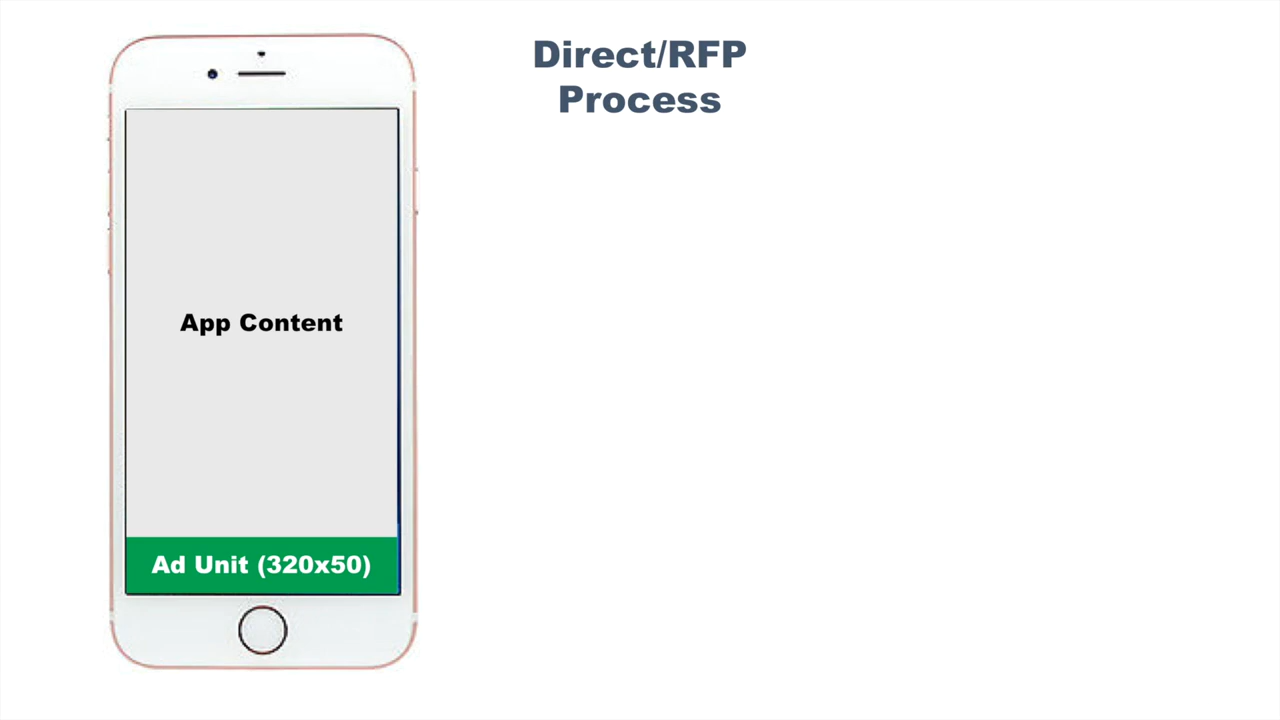 Direct/RFP
Process
App Content
Ad Unit (320x50)